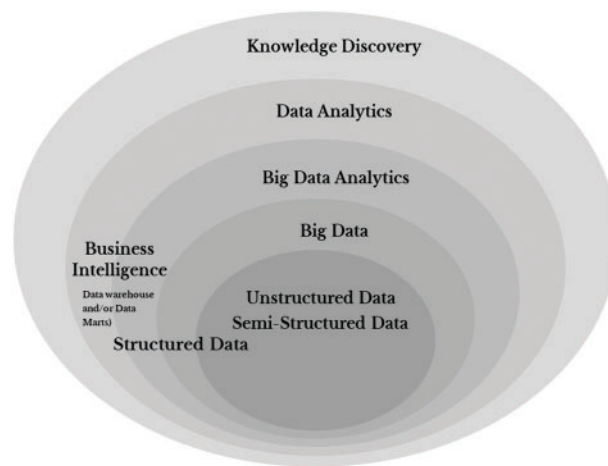 Knowledge Discovery
Data Analytics
Big Data Analytics
Big Data
Business
Intelligence
Data warehouse
and/or Data
Marts)
Unstructured Data
Semi-Structured Data
Structured Data